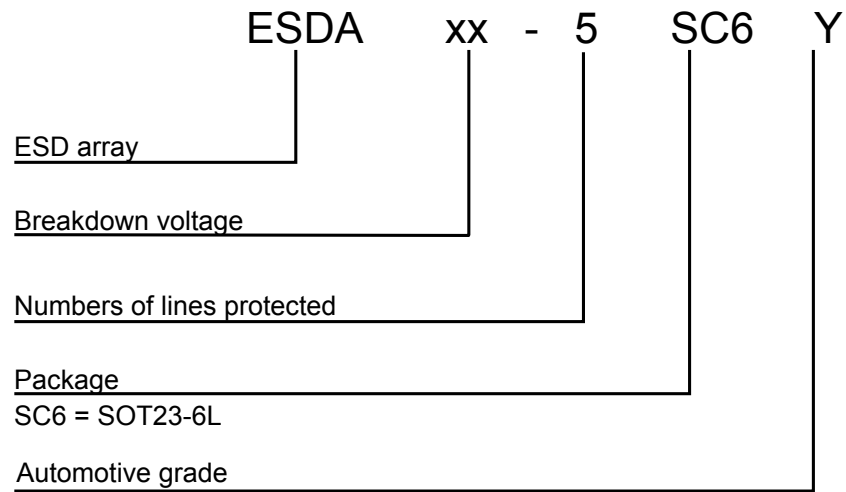 ESDA xx - 5 SC6 Y
ESD array
Breakdown voltage
Numbers of lines protected
Package
SC6 = SOT23-6L
Automotive grade